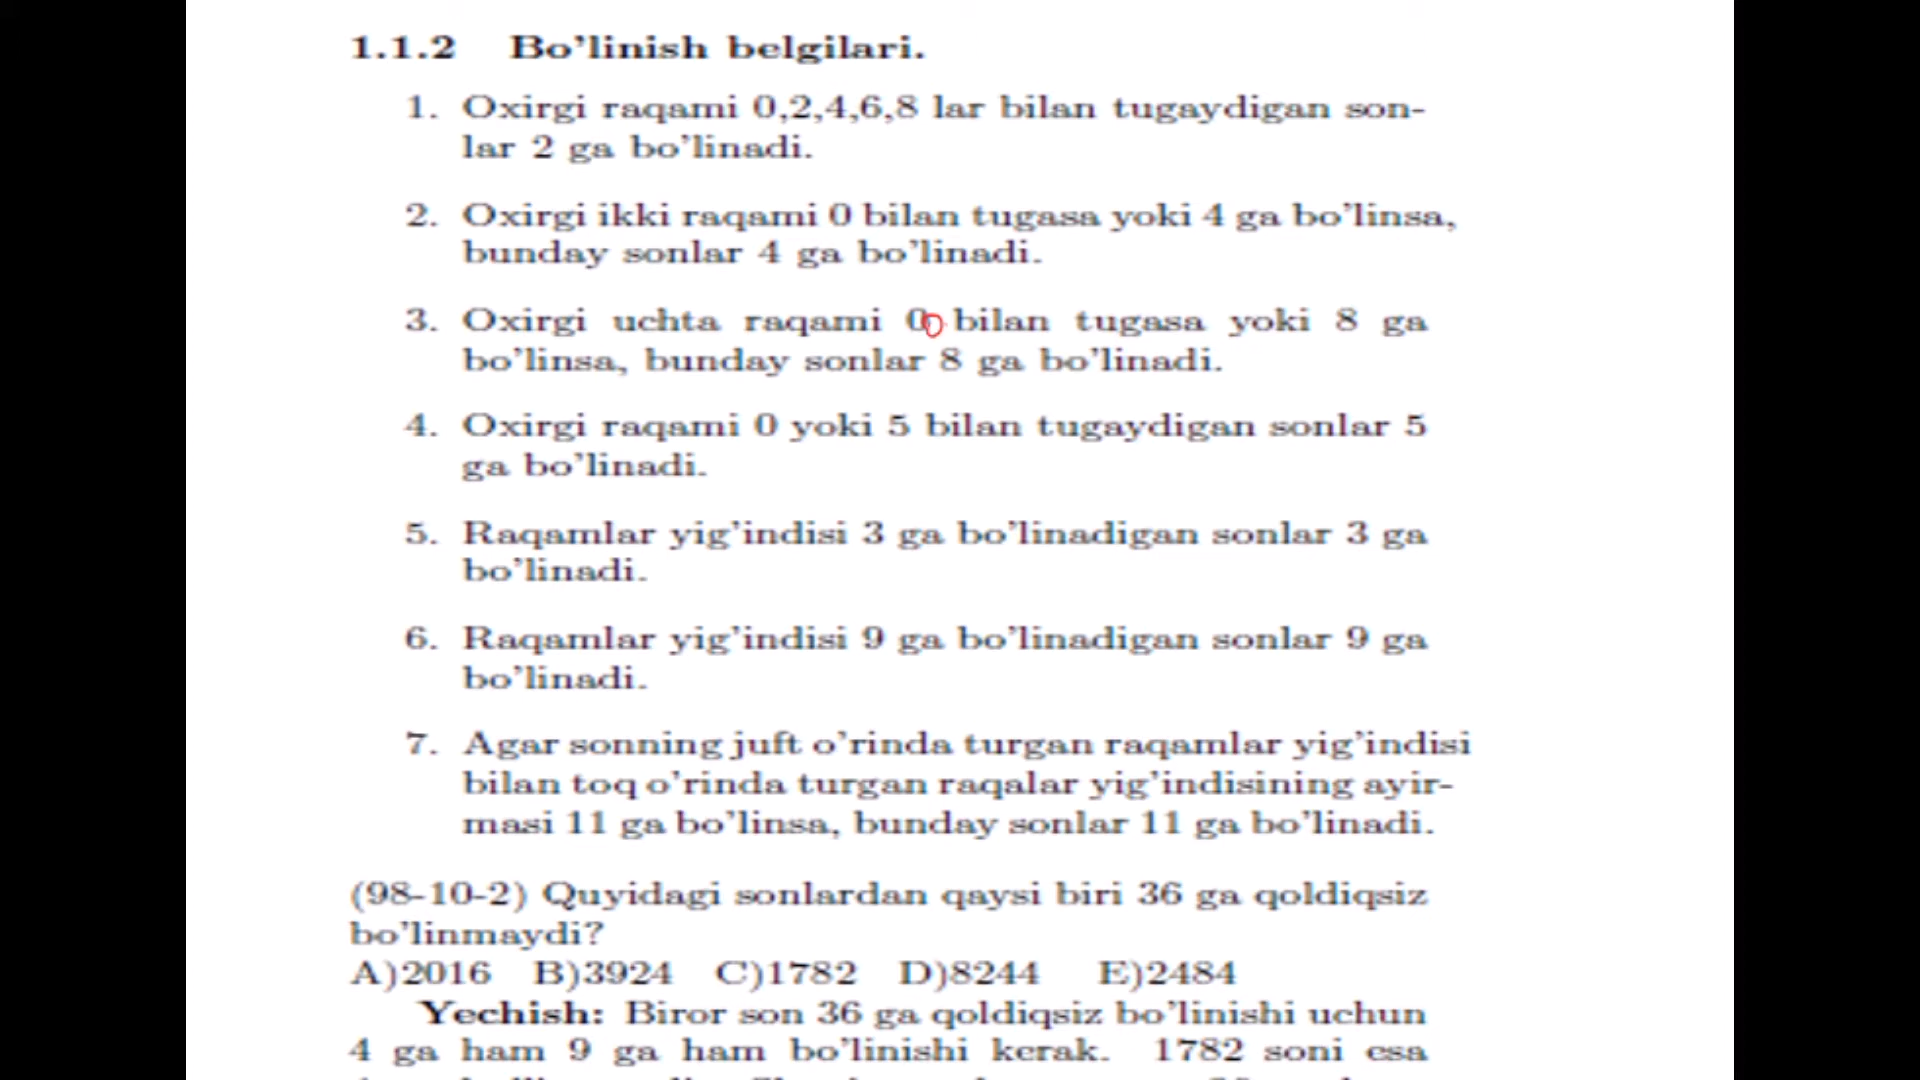 1.1.2 Bo'linish belgilari.
1. Oxirgi raqami 0,2,4,6,8 lar bilan tugaydigan son-
lar 2 ga bo'linadi.
2. Oxirgi ikki raqami 0 bilan tugasa yoki 4 ga bo'linsa,
bunday sonlar 4 ga bo'linadi.
3. Oxirgi uchta raqami 0 bilan tugasa yoki 8 ga
bo'linsa, bunday sonlar 8 ga bo'linadi.
4. Oxirgi raqami 0 yoki 5 bilan tugaydigan sonlar 5
ga bo'linadi.
5. Raqamlar yig'indisi 3 ga bo'linadigan sonlar 3 ga
bo'linadi.
6. Raqamlar yig'indisi 9 ga bo'linadigan sonlar 9 ga
bo'linadi.
7. Agar sonning juft o'rinda turgan raqamlar yig'indisi
bilan toq o'rinda turgan raqalar yig'indisining ayir-
masi 11 ga bo'linsa, bunday sonlar 11 ga bo'linadi.
(98-10-2) Quyidagi sonlardan qaysi biri 36 ga qoldiqsiz
bo'linmaydi?
A)2016 B)3924 C)1782 D)8244 E)2484
Yechish: Biror son 36 ga qoldiqsiz bo'linishi uchun
4 ga ham 9 ga ham bo'linishi kerak. 1782 soni esa